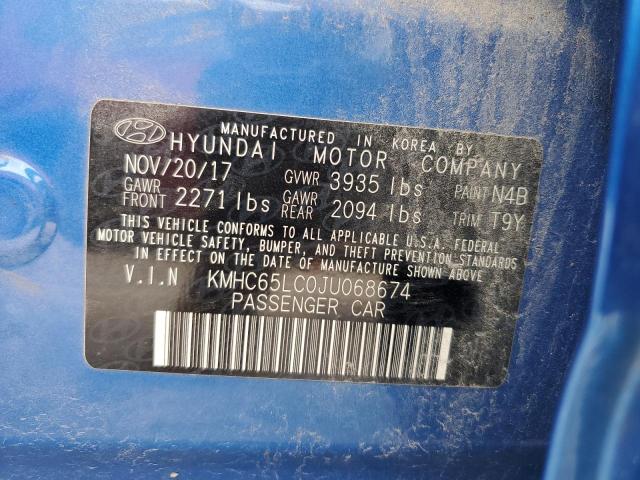 MANUFACTURED IN KOREA BY
HYUNDAI MOTOR COMPANY
NOV/20/17 GVWR 3935 lbs PAINT N4B
GAWR FRONT 2271 lbs GAWR REAR 2094 lbs TRIM T9Y
THIS VEHICLE CONFORMS TO ALL APPLICABLE U.S.A. FEDERAL
MOTOR VEHICLE SAFETY, BUMPER, AND THEFT PREVENTION STANDARDS
IN EFFECT ON THE DATE OF MANUFACTURE SHOWN ABOVE.
V.I.N KMHC65LC0JU068674
PASSENGER CAR